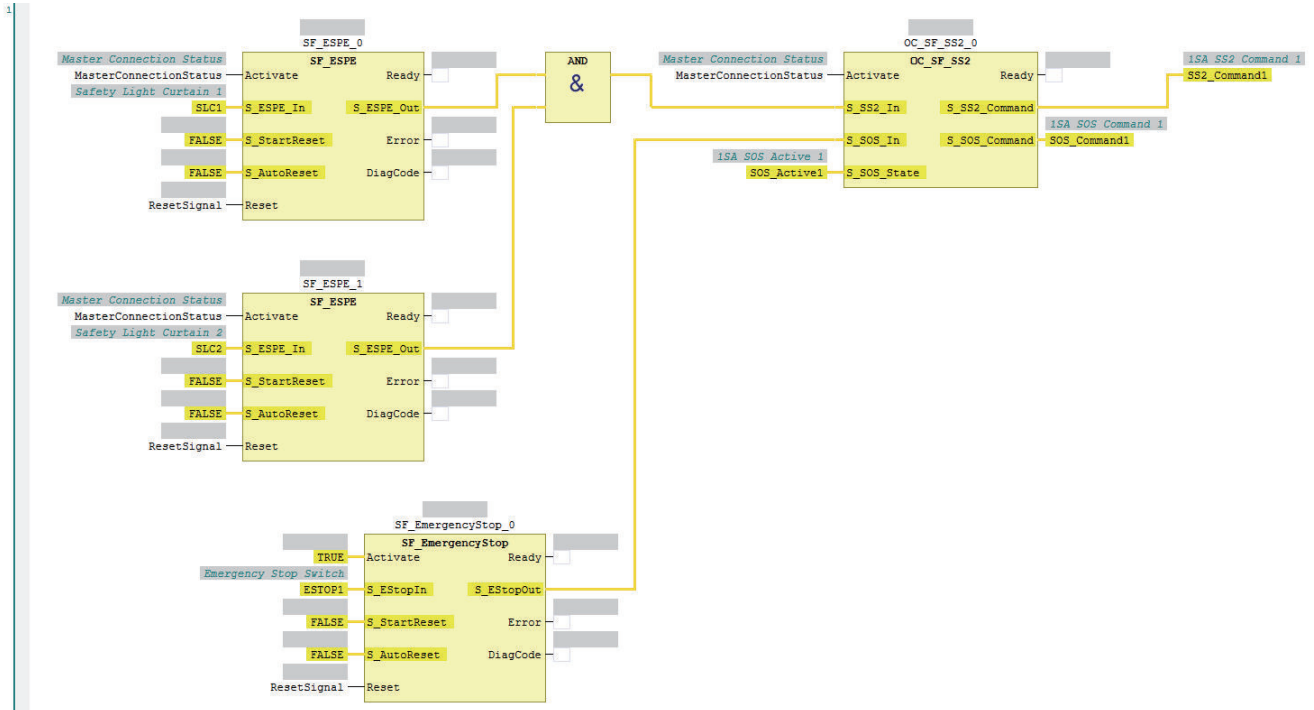 1
SF_ESPE_0
SF_ESPE
Master Connection Status
MasterConnectionStatus Activate Ready
Safety Light Curtain 1
SLC1 S_ESPE_In S_ESPE_Out
FALSE S_StartReset Error
FALSE S_AutoReset DiagCode
ResetSignal Reset
AND
&
OC_SF_SS2_0
OC_SF_SS2
Master Connection Status
MasterConnectionStatus Activate Ready
S_SS2_In S_SS2_Command
1SA SS2 Command 1
SS2_Command1
S_SOS_In S_SOS_Command
1SA SOS Command 1
SOS_Command1
1SA SOS Active 1
SOS_Active1 S_SOS_State
SF_ESPE_1
SF_ESPE
Master Connection Status
MasterConnectionStatus Activate Ready
Safety Light Curtain 2
SLC2 S_ESPE_In S_ESPE_Out
FALSE S_StartReset Error
FALSE S_AutoReset DiagCode
ResetSignal Reset
SF_EmergencyStop_0
SF_EmergencyStop
TRUE Activate Ready
Emergency Stop Switch
ESTOP1 S_EStopIn S_EStopOut
FALSE S_StartReset Error
FALSE S_AutoReset DiagCode
ResetSignal Reset